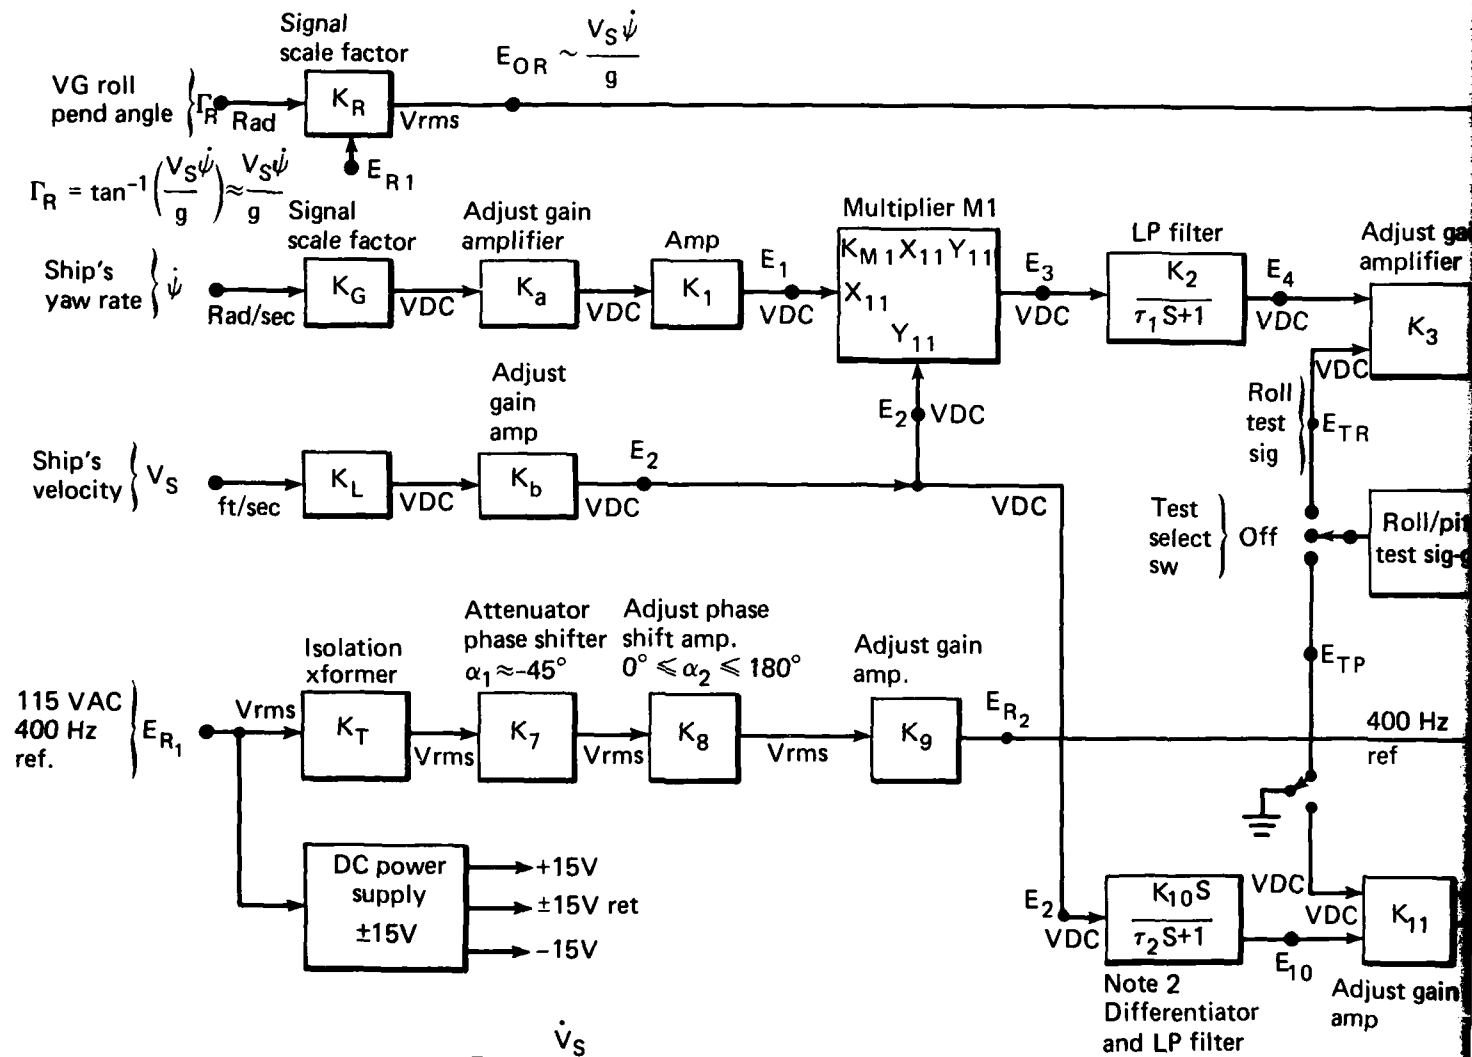 Signal
scale factor
VG roll
pend angle
Γ_R
Rad
K_R
Vrms
E_OR ~ V_S ψ̇ / g
E_R1
Γ_R = tan⁻¹(V_S ψ̇ / g) ≈ V_S ψ̇ / g
Signal
scale factor
Adjust gain
amplifier
Amp
Multiplier M1
LP filter
Adjust ga
amplifier
Ship's
yaw rate
ψ̇
Rad/sec
K_G
VDC
K_a
VDC
K_1
E_1
VDC
K_M1 X_11 Y_11
X_11
Y_11
E_3
VDC
K_2
τ_1 S+1
E_4
VDC
K_3
VDC
Adjust
gain
amp
E_2
VDC
Roll
test
sig
E_TR
Ship's
velocity
V_S
ft/sec
K_L
VDC
K_b
E_2
VDC
VDC
Test
select
sw
Off
Roll/pit
test sig-g
Isolation
xformer
Attenuator
phase shifter
α_1 ≈ -45°
Adjust phase
shift amp.
0° ⩽ α_2 ⩽ 180°
Adjust gain
amp.
E_TP
115 VAC
400 Hz
ref.
E_R1
Vrms
K_T
Vrms
K_7
Vrms
K_8
Vrms
K_9
E_R2
400 Hz
ref
DC power
supply
±15V
+15V
±15V ret
-15V
E_2
VDC
K_10 S
τ_2 S+1
E_10
VDC
VDC
K_11
Note 2
Differentiator
and LP filter
Adjust gain
amp
V̇_S